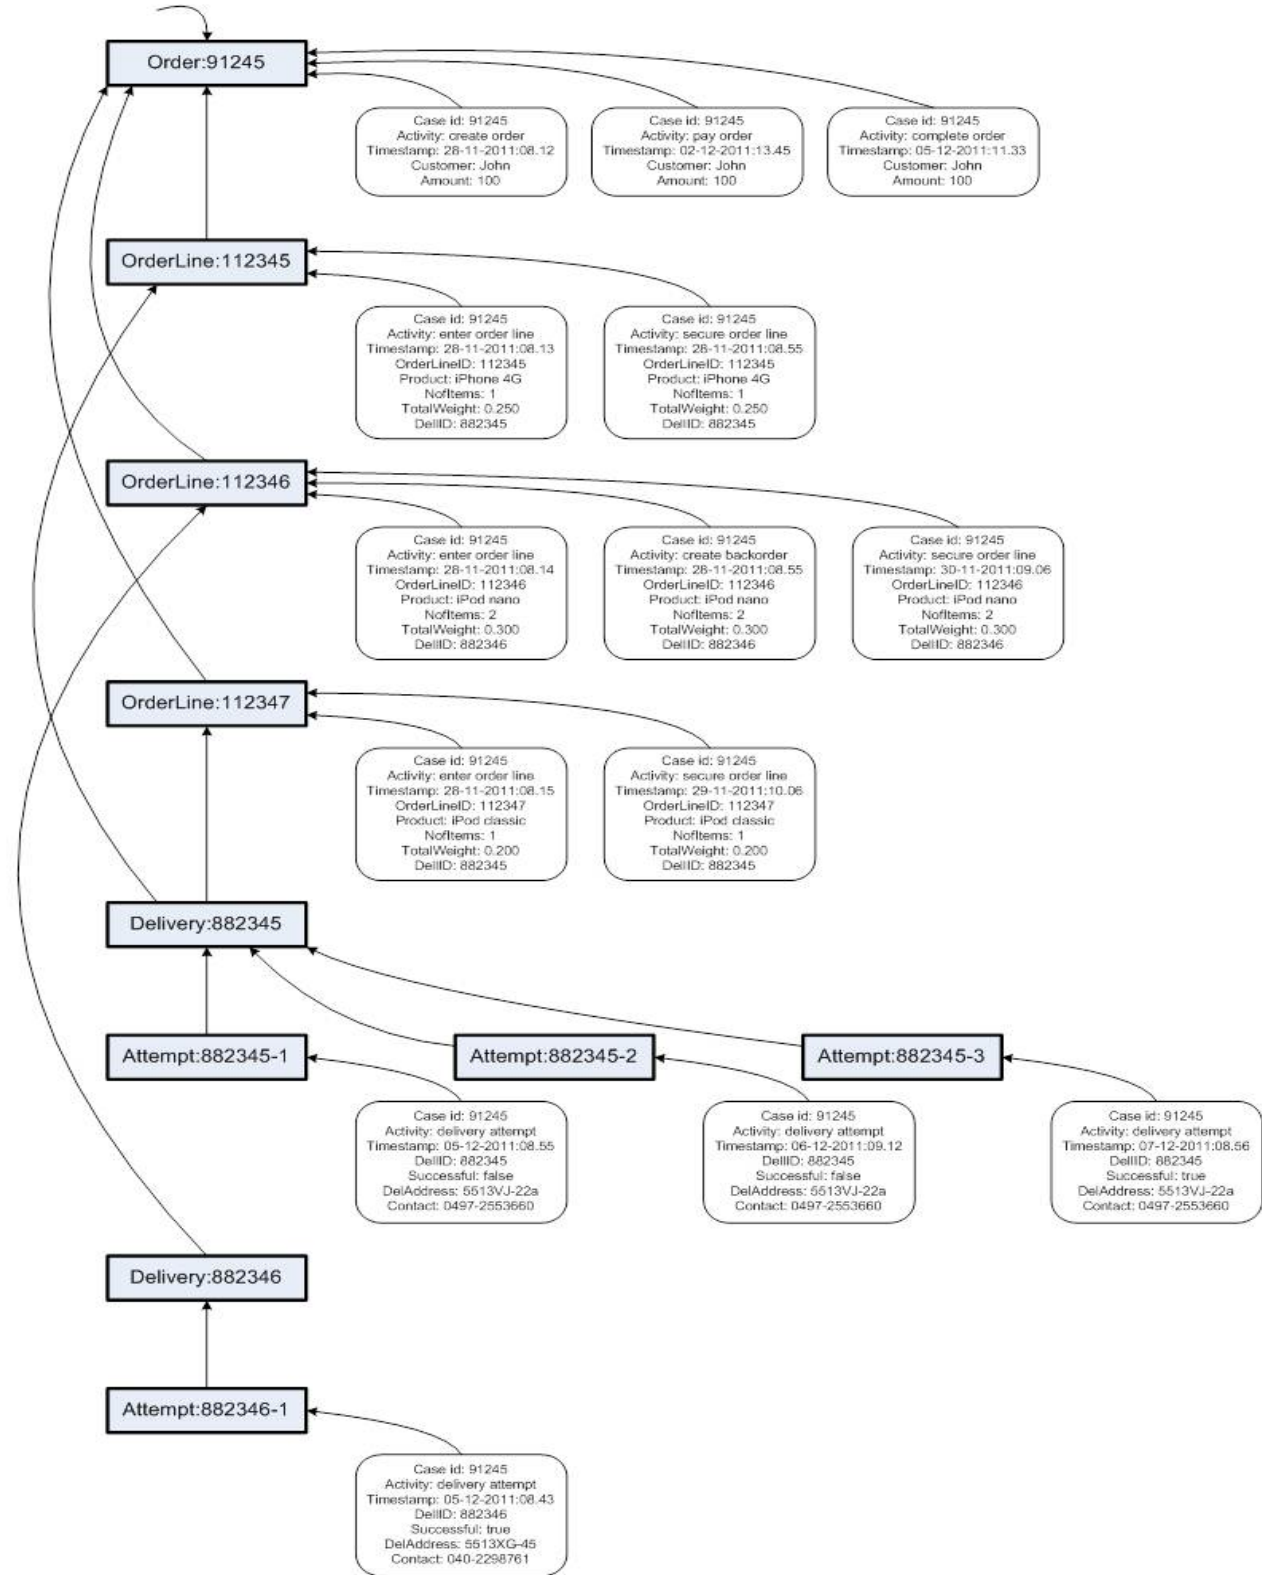 Order:91245
Case id: 91245
Activity: create order
Timestamp: 28-11-2011:08.12
Customer: John
Amount: 100
Case id: 91245
Activity: pay order
Timestamp: 02-12-2011:13.45
Customer: John
Amount: 100
Case id: 91245
Activity: complete order
Timestamp: 05-12-2011:11.33
Customer: John
Amount: 100
OrderLine:112345
Case id: 91245
Activity: enter order line
Timestamp: 28-11-2011:08.13
OrderLineID: 112345
Product: iPhone 4G
NofItems: 1
TotalWeight: 0.250
DellID: 882345
Case id: 91245
Activity: secure order line
Timestamp: 28-11-2011:08.55
OrderLineID: 112345
Product: iPhone 4G
NofItems: 1
TotalWeight: 0.250
DellID: 882345
OrderLine:112346
Case id: 91245
Activity: enter order line
Timestamp: 28-11-2011:08.14
OrderLineID: 112346
Product: iPod nano
NofItems: 2
TotalWeight: 0.300
DellID: 882346
Case id: 91245
Activity: create backorder
Timestamp: 28-11-2011:08.55
OrderLineID: 112346
Product: iPod nano
NofItems: 2
TotalWeight: 0.300
DellID: 882346
Case id: 91245
Activity: secure order line
Timestamp: 30-11-2011:09.06
OrderLineID: 112346
Product: iPod nano
NofItems: 2
TotalWeight: 0.300
DellID: 882346
OrderLine:112347
Case id: 91245
Activity: enter order line
Timestamp: 28-11-2011:08.15
OrderLineID: 112347
Product: iPod classic
NofItems: 1
TotalWeight: 0.200
DellID: 882345
Case id: 91245
Activity: secure order line
Timestamp: 29-11-2011:10.06
OrderLineID: 112347
Product: iPod classic
NofItems: 1
TotalWeight: 0.200
DellID: 882345
Delivery:882345
Attempt:882345-1
Attempt:882345-2
Attempt:882345-3
Case id: 91245
Activity: delivery attempt
Timestamp: 05-12-2011:08.55
DellID: 882345
Successful: false
DelAddress: 5513VJ-22a
Contact: 0497-2553660
Case id: 91245
Activity: delivery attempt
Timestamp: 06-12-2011:09.12
DellID: 882345
Successful: false
DelAddress: 5513VJ-22a
Contact: 0497-2553660
Case id: 91245
Activity: delivery attempt
Timestamp: 07-12-2011:08.56
DellID: 882345
Successful: true
DelAddress: 5513VJ-22a
Contact: 0497-2553660
Delivery:882346
Attempt:882346-1
Case id: 91245
Activity: delivery attempt
Timestamp: 05-12-2011:08.43
DellID: 882346
Successful: true
DelAddress: 5513XG-45
Contact: 040-2298761